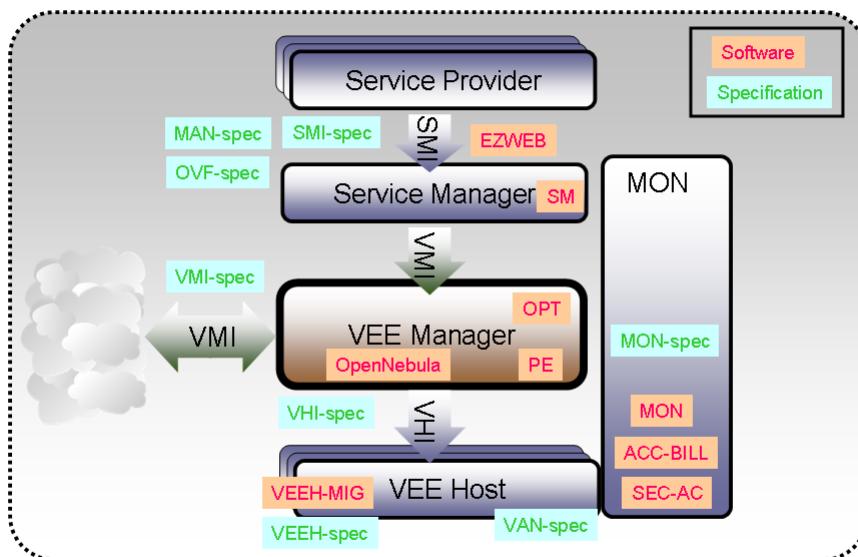 Service Provider
Software
Specification
MAN-spec
SMI-spec
SMI
EZWEB
OVF-spec
Service Manager
SM
MON
VMI
VMI-spec
OPT
VMI
VEE Manager
MON-spec
OpenNebula
PE
VHI-spec
VHI
MON
ACC-BILL
VEE Host
VEEH-MIG
SEC-AC
VEEH-spec
VAN-spec